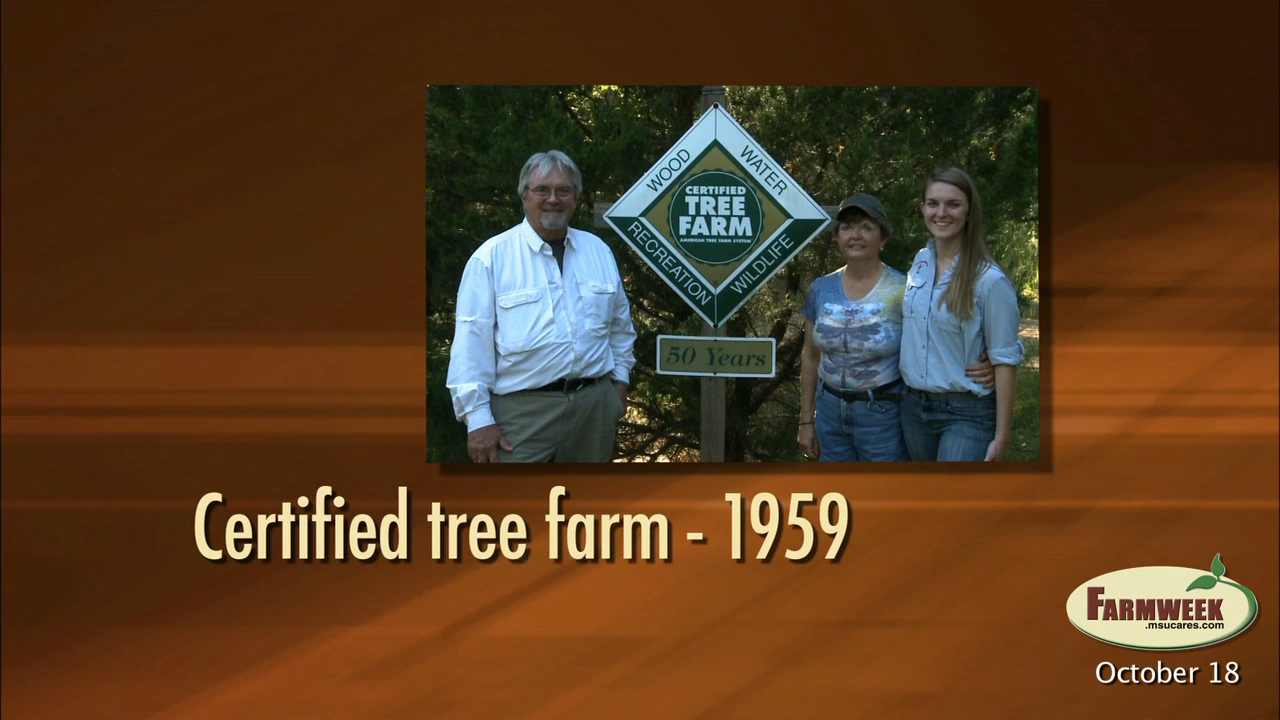 WOOD
WATER
CERTIFIED
TREE
FARM
AMERICAN TREE FARM SYSTEM
RECREATION
WILDLIFE
50 Years
Certified tree farm - 1959
FARMWEEK
.msucares.com
October 18